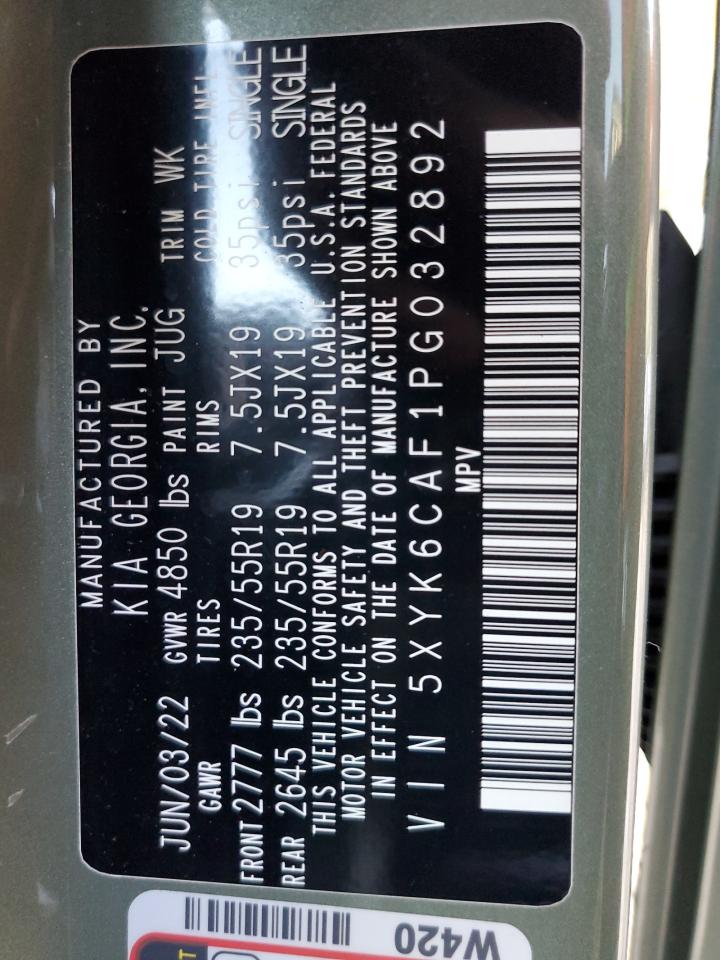 MANUFACTURED BY
KIA GEORGIA, INC.
JUN/03/22 GVWR 4850 lbs PAINT JUG TRIM WK
GAWR TIRES RIMS COLD TIRE INFL
FRONT 2777 lbs 235/55R19 7.5JX19 35psi SINGLE
REAR 2645 lbs 235/55R19 7.5JX19 35psi SINGLE
THIS VEHICLE CONFORMS TO ALL APPLICABLE U.S.A. FEDERAL
MOTOR VEHICLE SAFETY AND THEFT PREVENTION STANDARDS
IN EFFECT ON THE DATE OF MANUFACTURE SHOWN ABOVE
VIN 5XYK6CAF1PG032892
MPV
W420